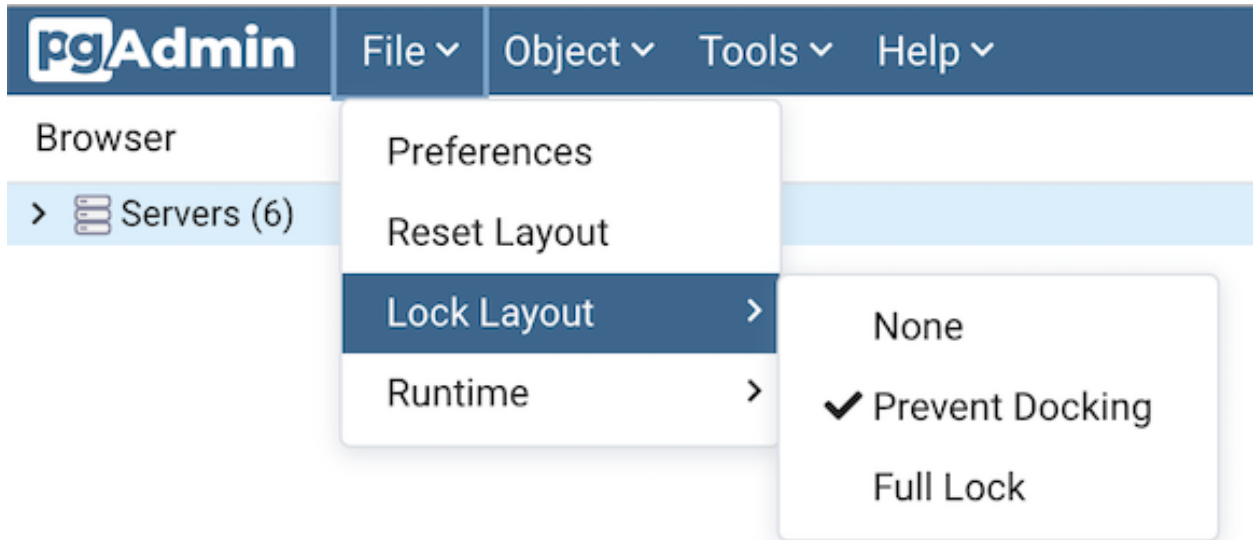 pgAdmin File Object Tools Help
Browser
Servers (6)
Preferences
Reset Layout
Lock Layout
Runtime
None
Prevent Docking
Full Lock